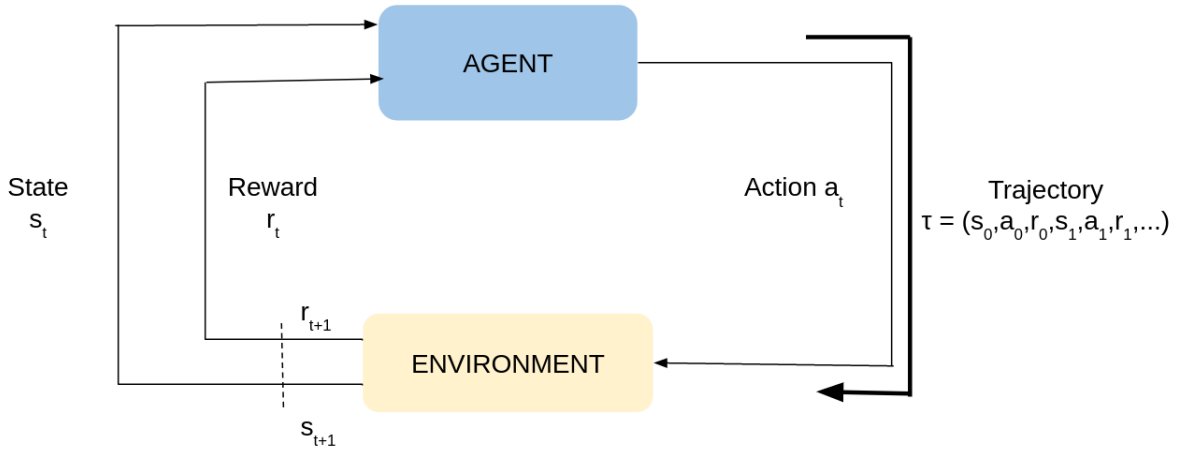 AGENT
State
s_t
Reward
r_t
Action a_t
Trajectory
τ = (s_0,a_0,r_0,s_1,a_1,r_1,...)
r_t+1
ENVIRONMENT
s_t+1